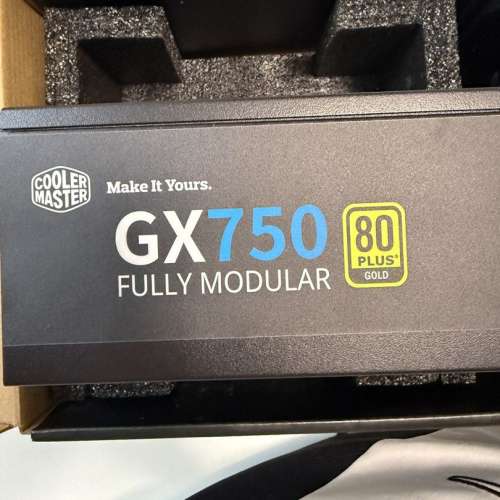 COOLER
MASTER
Make It Yours.
GX750
FULLY MODULAR
80
PLUS®
GOLD